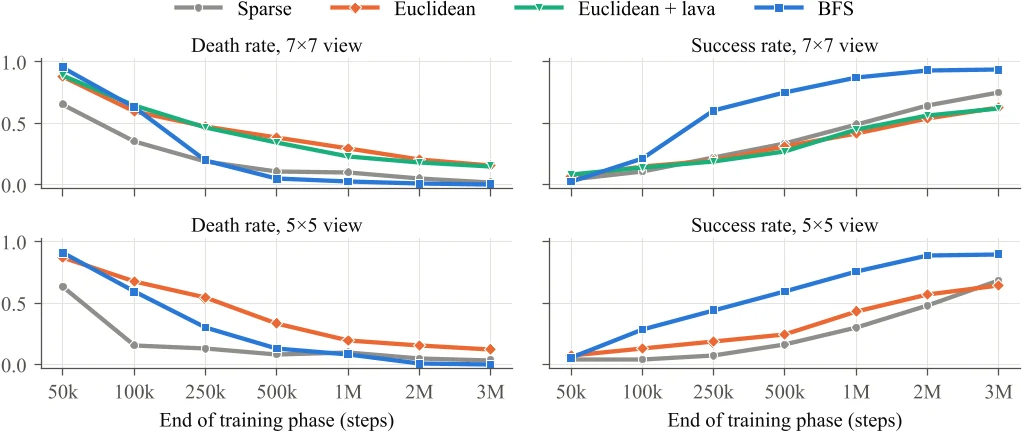 Sparse Euclidean Euclidean + lava BFS
Death rate, 7×7 view
1.0
0.5
0.0
Success rate, 7×7 view
Death rate, 5×5 view
1.0
0.5
0.0
50k 100k 250k 500k 1M 2M 3M
End of training phase (steps)
Success rate, 5×5 view
50k 100k 250k 500k 1M 2M 3M
End of training phase (steps)